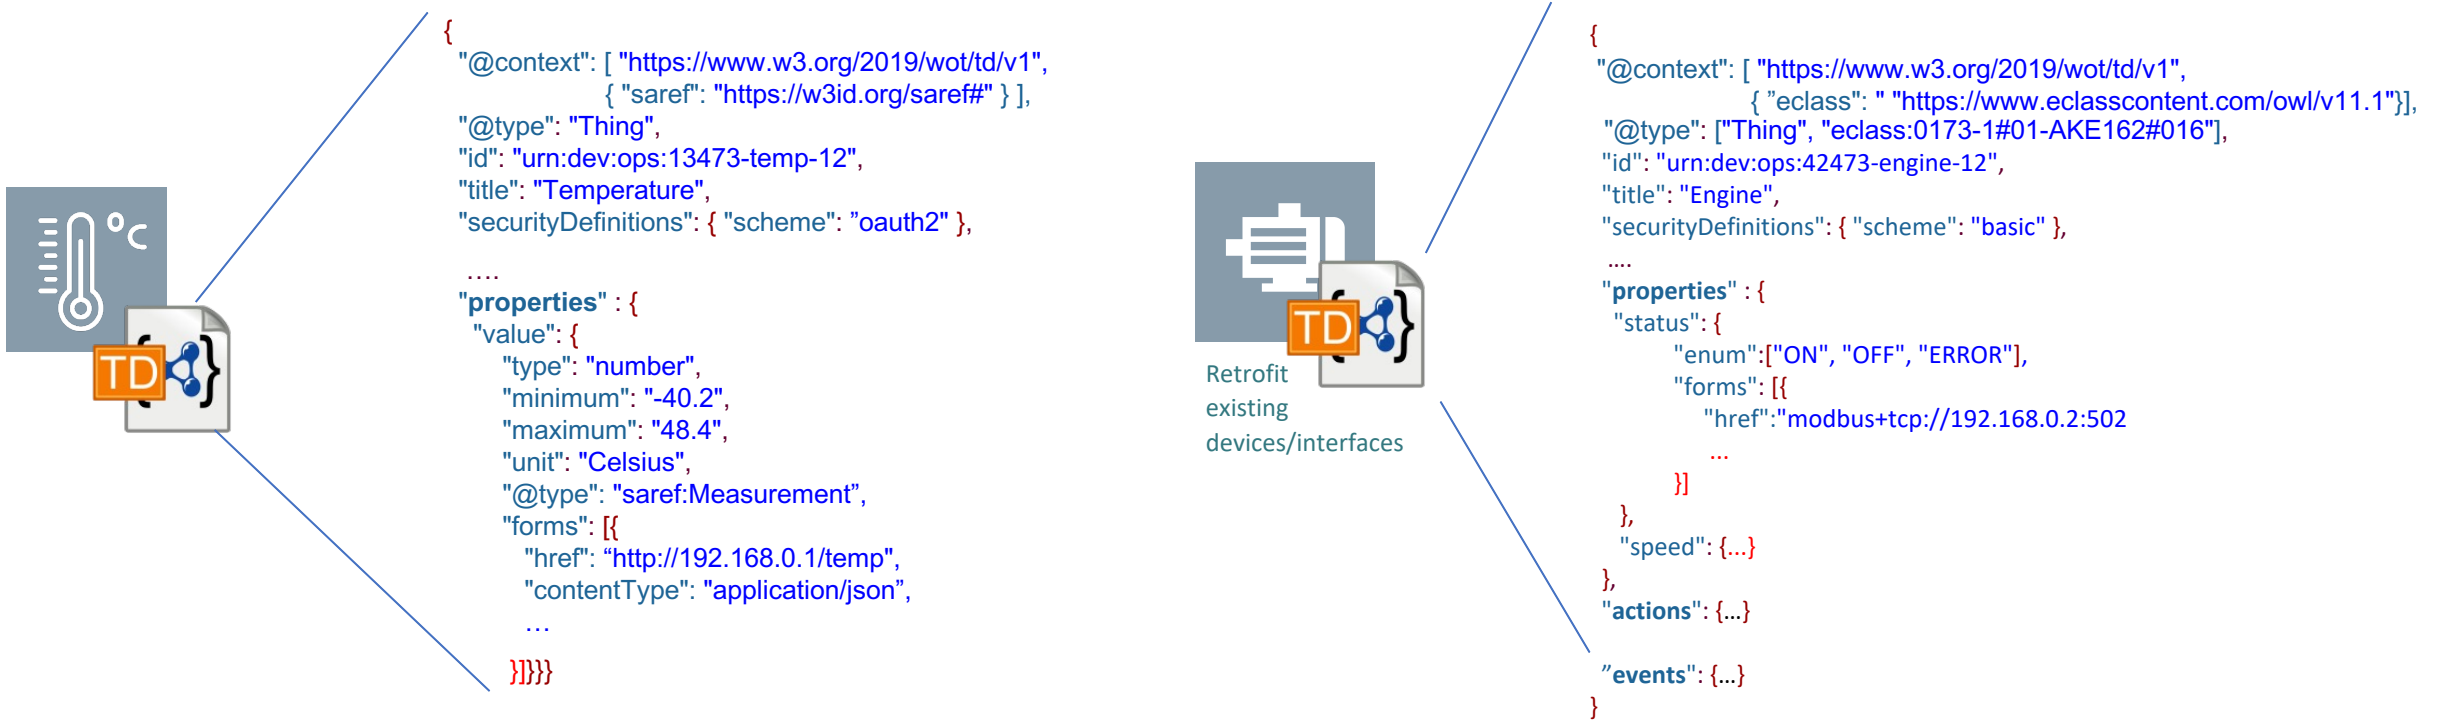 °C
TD
{
"@context": [ "https://www.w3.org/2019/wot/td/v1",
{ "saref": "https://w3id.org/saref#" } ],
"@type": "Thing",
"id": "urn:dev:ops:13473-temp-12",
"title": "Temperature",
"securityDefinitions": { "scheme": ”oauth2" },
....
"properties" : {
"value": {
"type": "number",
"minimum": "-40.2",
"maximum": "48.4",
"unit": "Celsius",
"@type": "saref:Measurement”,
"forms": [{
"href": “http://192.168.0.1/temp",
"contentType": "application/json”,
...
}]}}}
TD
Retrofit
existing
devices/interfaces
{
"@context": [ "https://www.w3.org/2019/wot/td/v1",
{ ”eclass": " "https://www.eclasscontent.com/owl/v11.1"}],
"@type": ["Thing", "eclass:0173-1#01-AKE162#016"],
"id": "urn:dev:ops:42473-engine-12",
"title": "Engine",
"securityDefinitions": { "scheme": "basic" },
....
"properties" : {
"status": {
"enum":["ON", "OFF", "ERROR"],
"forms": [{
"href":"modbus+tcp://192.168.0.2:502
...
}]
},
"speed": {...}
},
"actions": {...}
”events": {...}
}